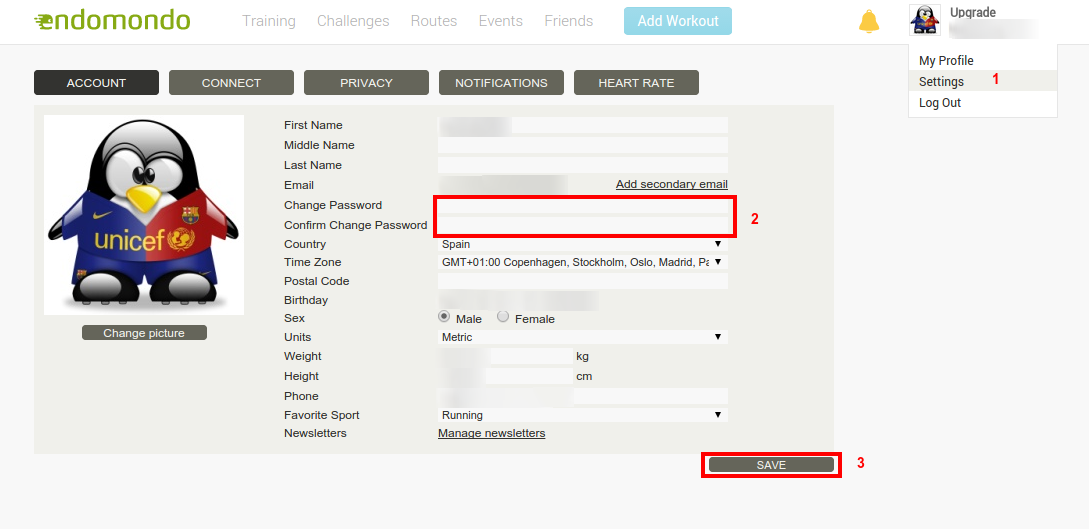 endomondo Training Challenges Routes Events Friends Add Workout Upgrade
My Profile
Settings 1
Log Out
ACCOUNT CONNECT PRIVACY NOTIFICATIONS HEART RATE
unicef
Change picture
First Name
Middle Name
Last Name
Email Add secondary email
Change Password
Confirm Change Password
2
Country Spain
Time Zone GMT+01:00 Copenhagen, Stockholm, Oslo, Madrid, Pa
Postal Code
Birthday
Sex Male Female
Units Metric
Weight kg
Height cm
Phone
Favorite Sport Running
Newsletters Manage newsletters
SAVE 3